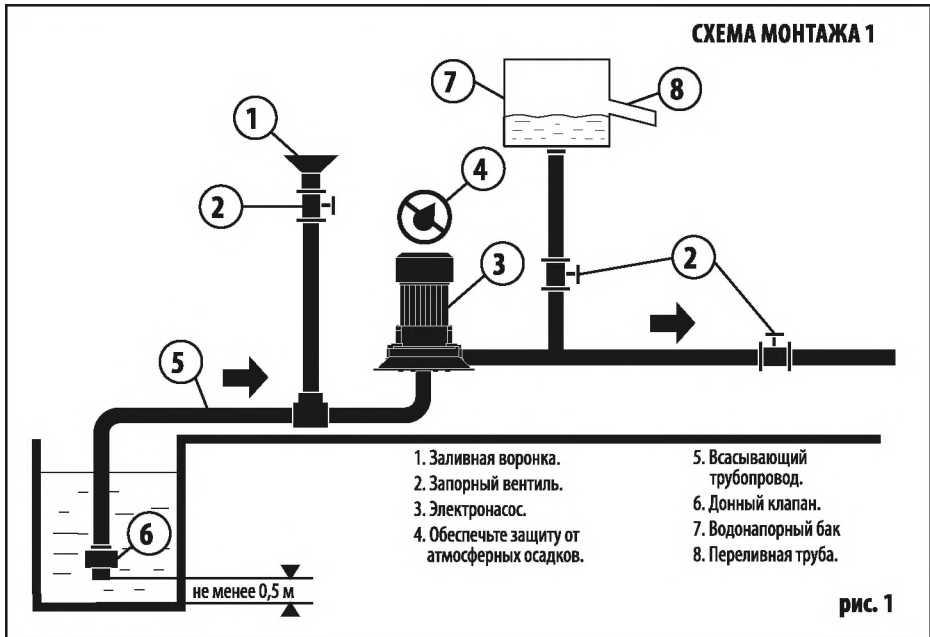 СХЕМА МОНТАЖА 1
7
8
1
4
2
3
2
5
6
не менее 0,5 м
1. Заливная воронка.
2. Запорный вентиль.
3. Электронасос.
4. Обеспечьте защиту от
атмосферных осадков.
5. Всасывающий
трубопровод.
6. Донный клапан.
7. Водонапорный бак
8. Переливная труба.
рис. 1